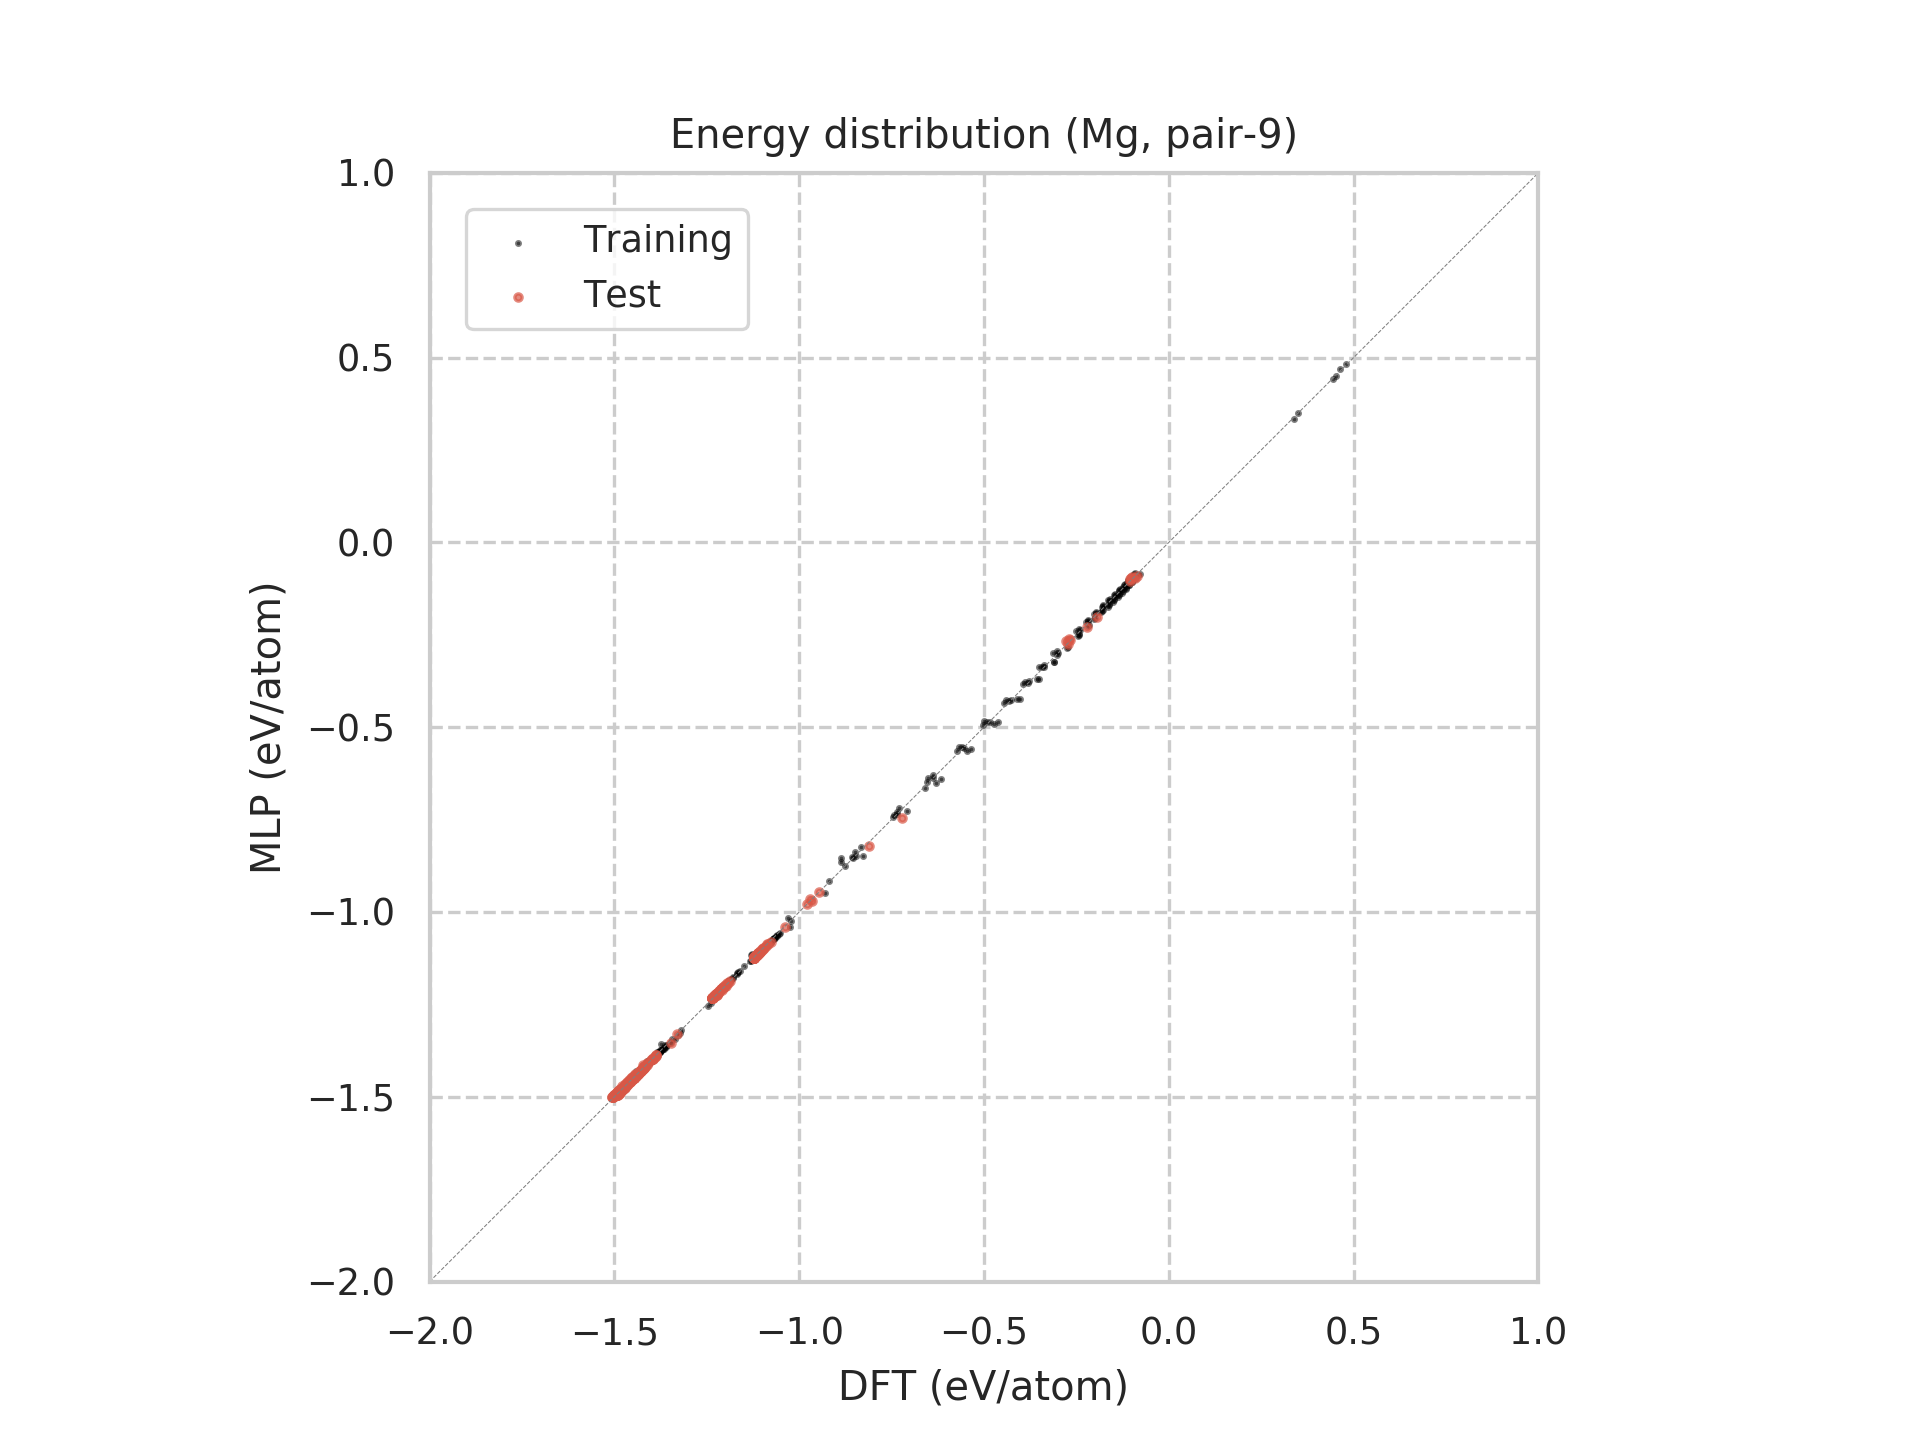 Energy distribution (Mg, pair-9)
1.0
Training
Test
0.5
0.0
−0.5
−1.0
−1.5
−2.0
MLP (eV/atom)
−2.0 −1.5 −1.0 −0.5 0.0 0.5 1.0
DFT (eV/atom)